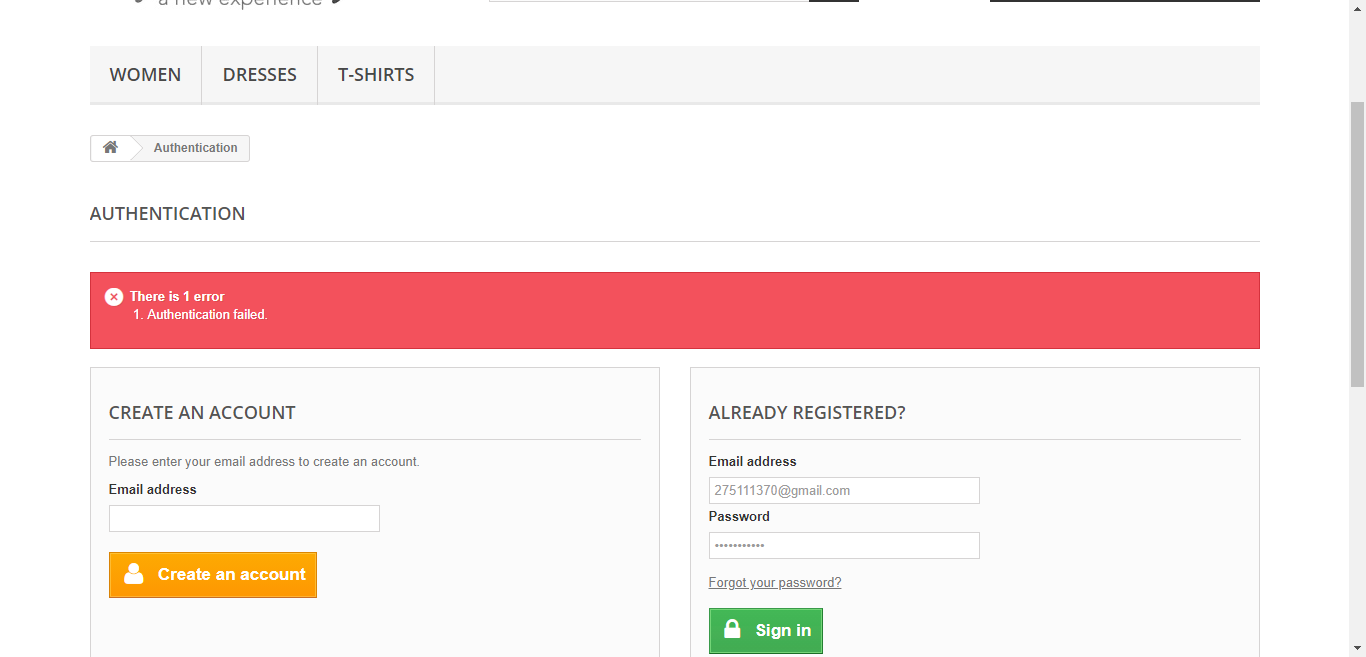 a new experience
WOMEN
DRESSES
T-SHIRTS
Authentication
AUTHENTICATION
There is 1 error
1. Authentication failed.
CREATE AN ACCOUNT
Please enter your email address to create an account.
Email address
Create an account
ALREADY REGISTERED?
Email address
275111370@gmail.com
Password
•••••••••••
Forgot your password?
Sign in